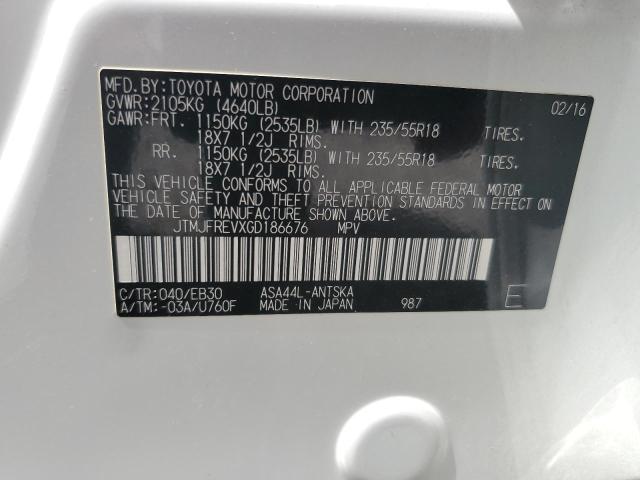 MFD.BY:TOYOTA MOTOR CORPORATION 02/16
GVWR:2105KG (4640LB)
GAWR:FRT. 1150KG (2535LB) WITH 235/55R18 TIRES.
18X7 1/2J RIMS.
RR. 1150KG (2535LB) WITH 235/55R18 TIRES.
18X7 1/2J RIMS.
THIS VEHICLE CONFORMS TO ALL APPLICABLE FEDERAL MOTOR
VEHICLE SAFETY AND THEFT PREVENTION STANDARDS IN EFFECT ON
THE DATE OF MANUFACTURE SHOWN ABOVE.
JTMJFREVXGD186676 MPV
C/TR:040/EB30 ASA44L-ANTSKA
A/TM:-03A/U760F MADE IN JAPAN 987 E